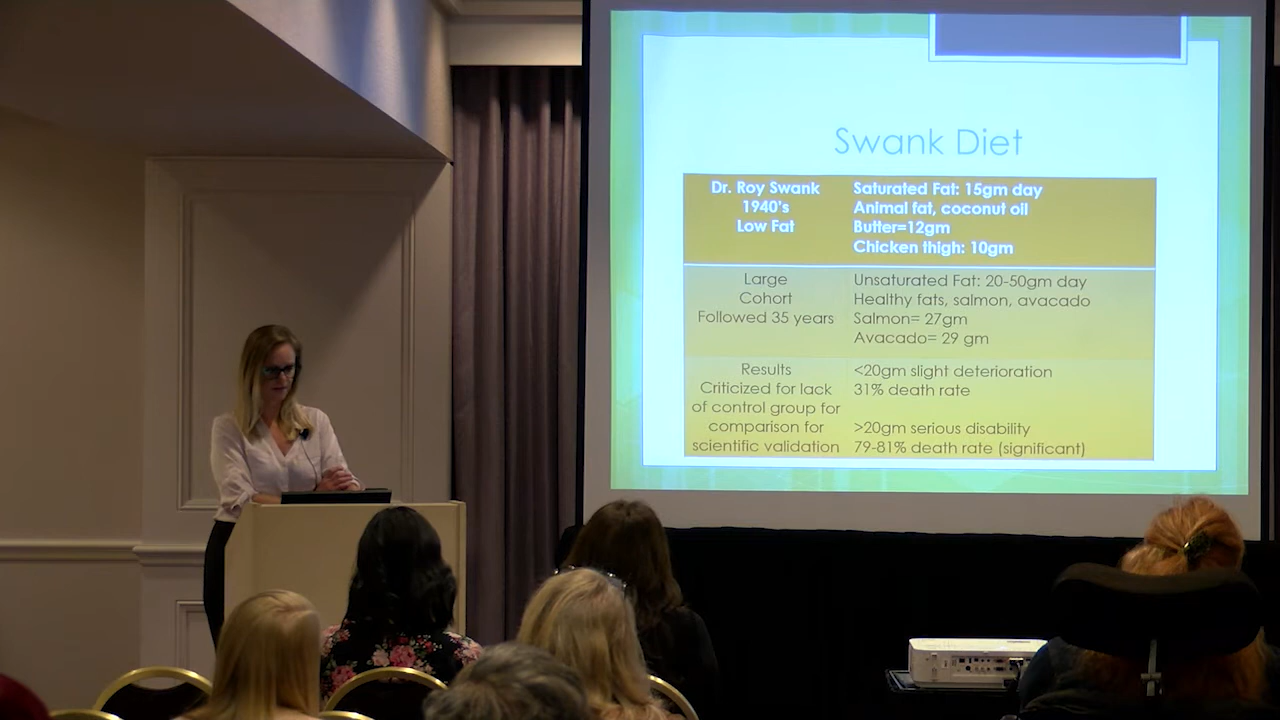 Swank Diet
Dr. Roy Swank
1940's
Low Fat
Saturated Fat: 15gm day
Animal fat, coconut oil
Butter=12gm
Chicken thigh: 10gm
Large
Cohort
Followed 35 years
Unsaturated Fat: 20-50gm day
Healthy fats, salmon, avacado
Salmon= 27gm
Avacado= 29 gm
Results
Criticized for lack
of control group for
comparison for
scientific validation
<20gm slight deterioration
31% death rate
>20gm serious disability
79-81% death rate (significant)